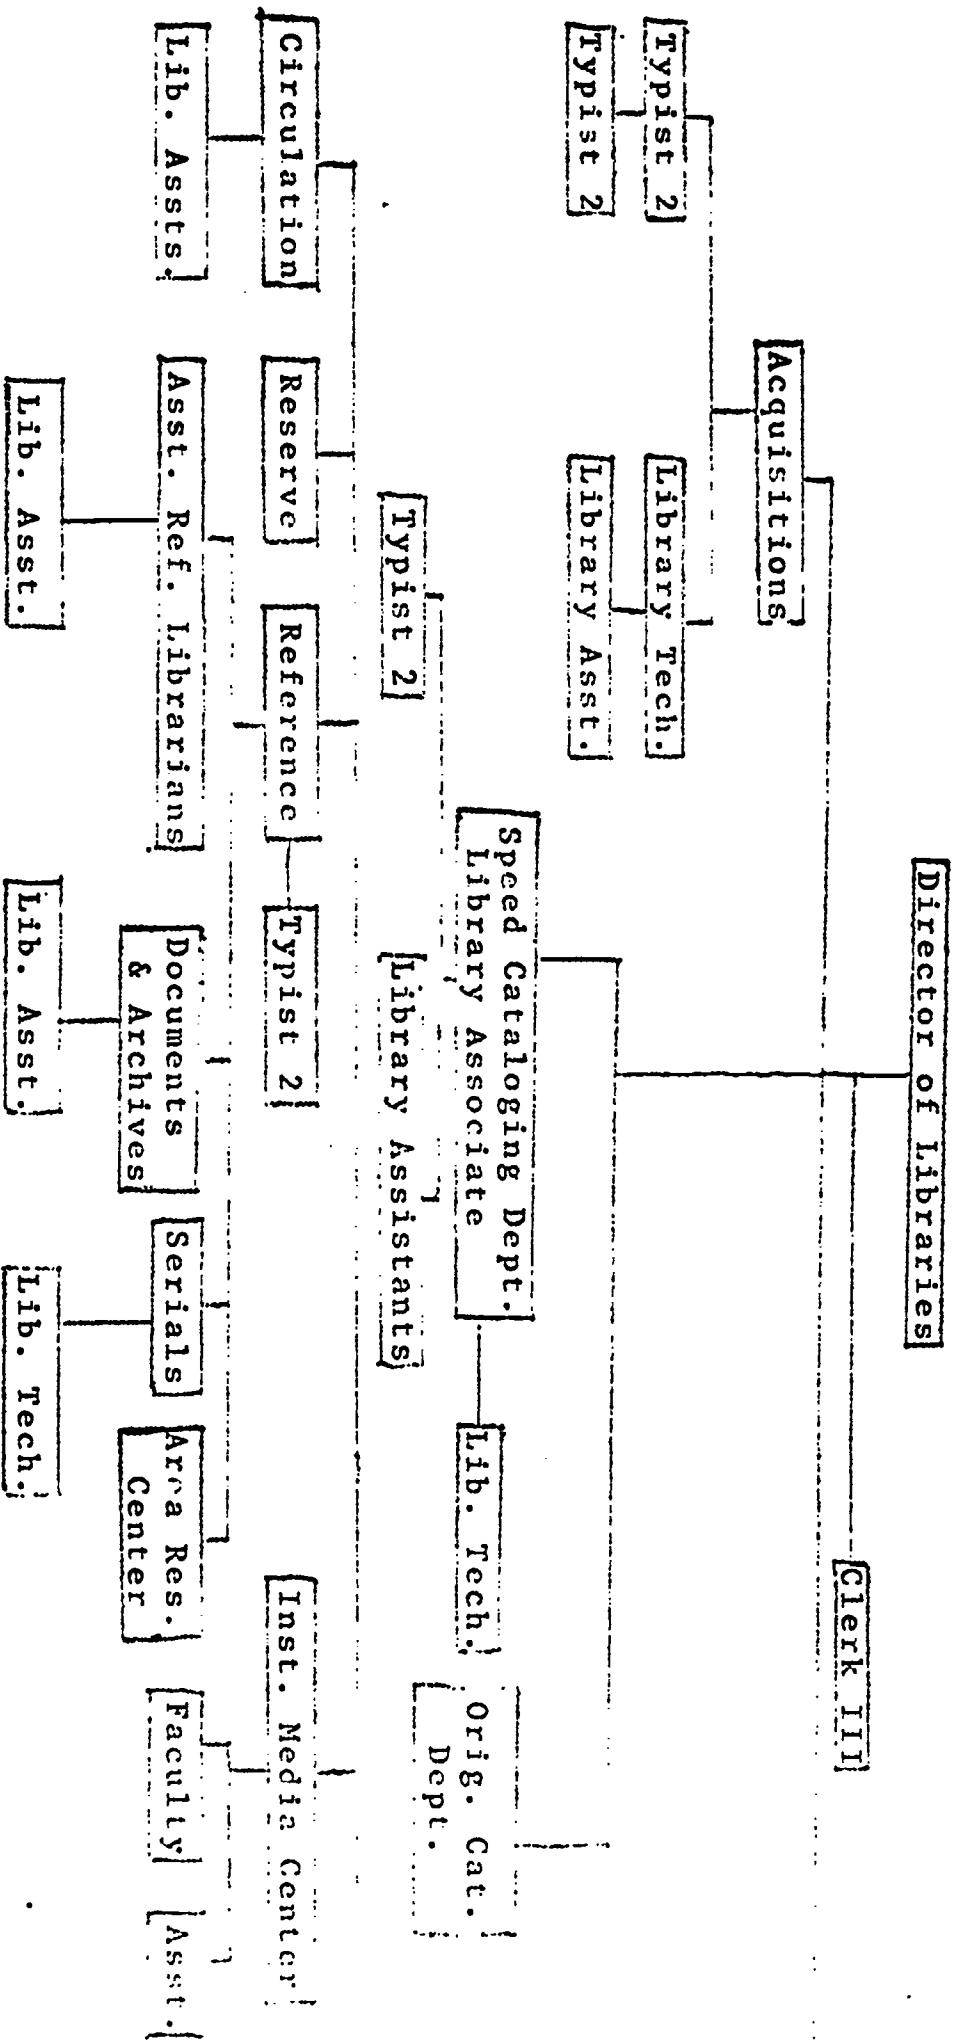 Director of Libraries
Clerk III
Acquisitions
Typist 2
Library Tech.
Typist 2
Library Asst.
Speed Cataloging Dept.
Library Associate
Lib. Tech.
Orig. Cat.
Dept.
Typist 2
Library Assistants
Circulation
Reserve
Reference
Typist 2
Inst. Media Center
Lib. Assts.
Asst. Ref. Librarians
Documents
& Archives
Serials
Area Res.
Center
Faculty
Asst.
Lib. Asst.
Lib. Asst.
Lib. Tech.